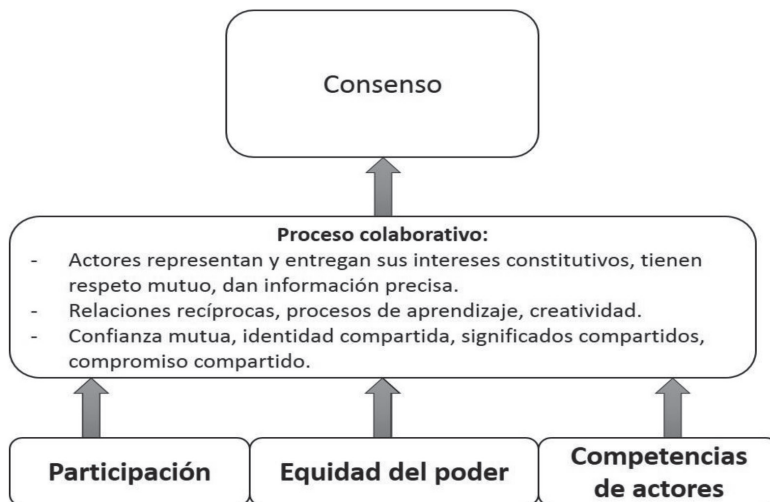 Consenso
Proceso colaborativo:
- Actores representan y entregan sus intereses constitutivos, tienen
respeto mutuo, dan información precisa.
- Relaciones recíprocas, procesos de aprendizaje, creatividad.
- Confianza mutua, identidad compartida, significados compartidos,
compromiso compartido.
Participación
Equidad del poder
Competencias
de actores